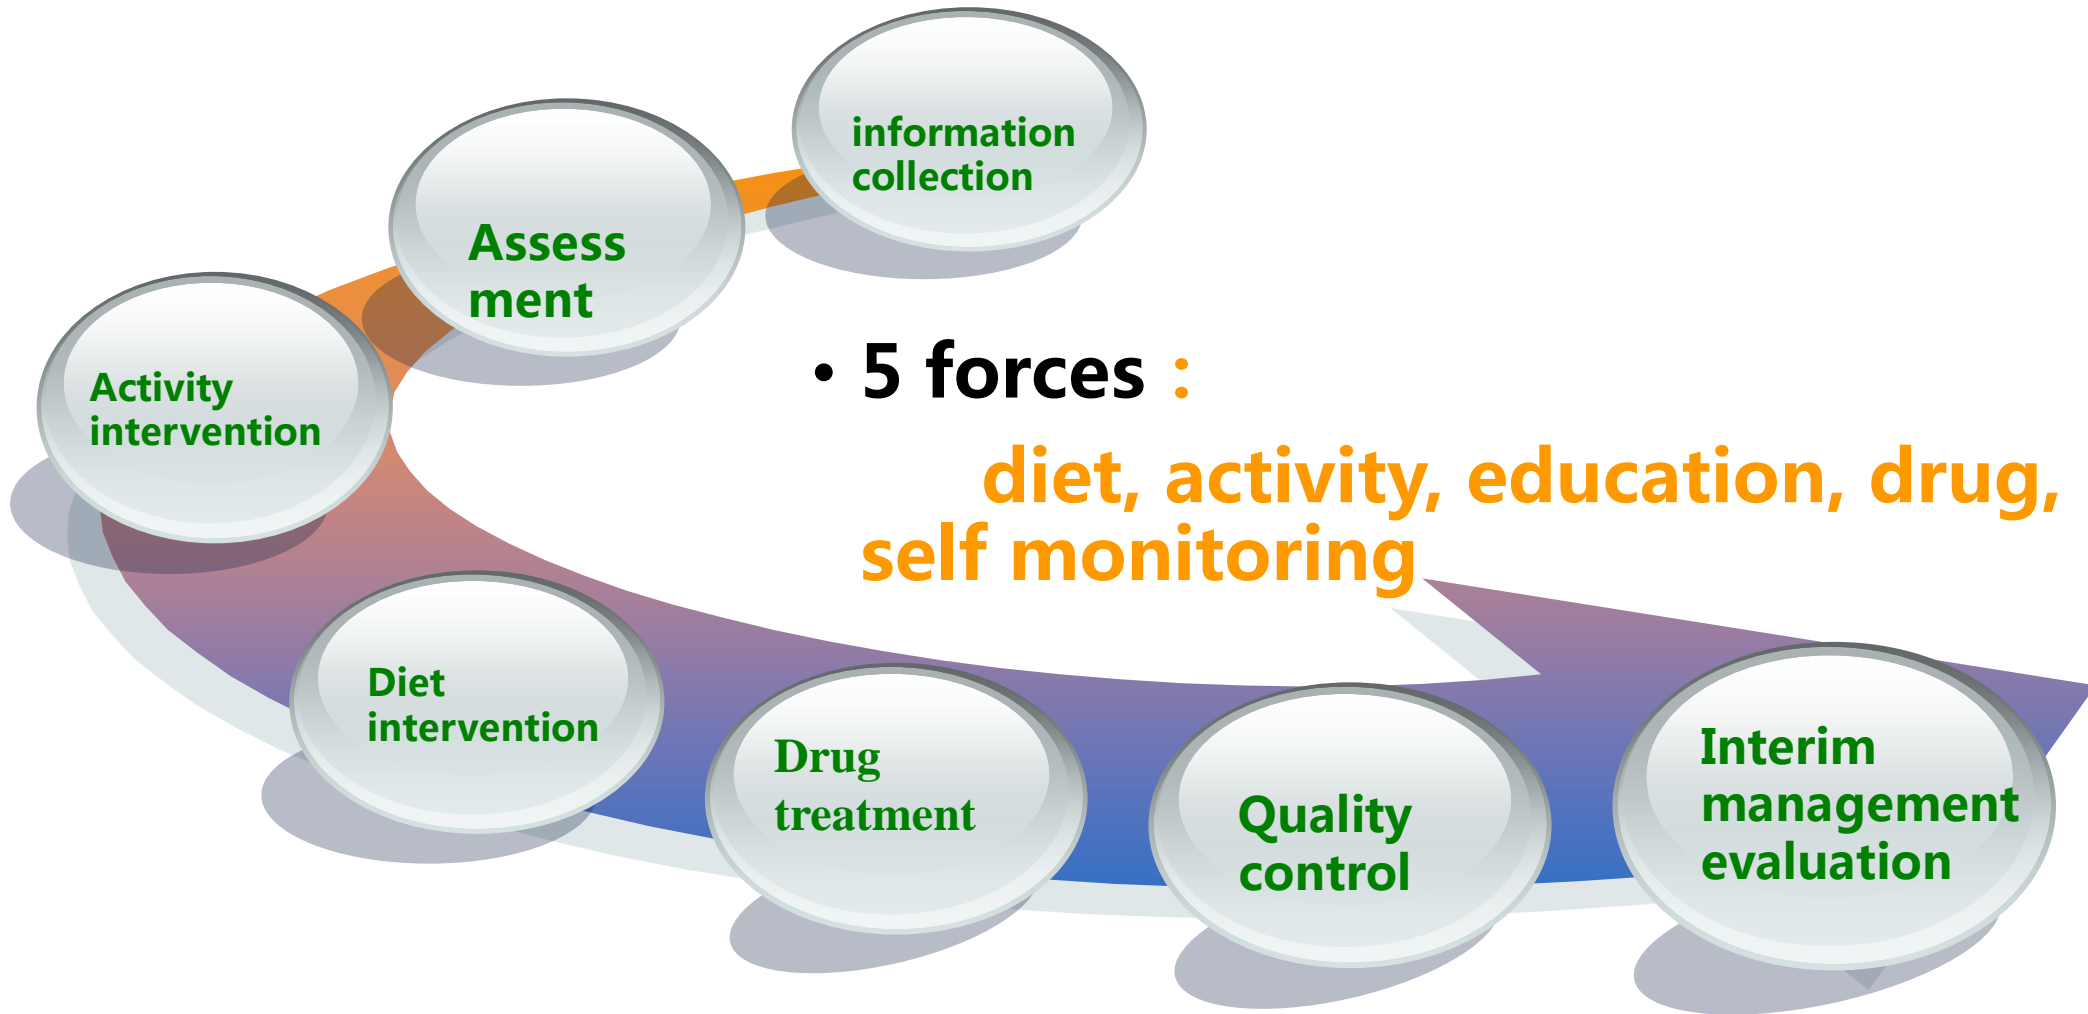 information
collection
Assess
ment
Activity
intervention
• 5 forces :
diet, activity, education, drug,
self monitoring
Diet
intervention
Drug
treatment
Quality
control
Interim
management
evaluation